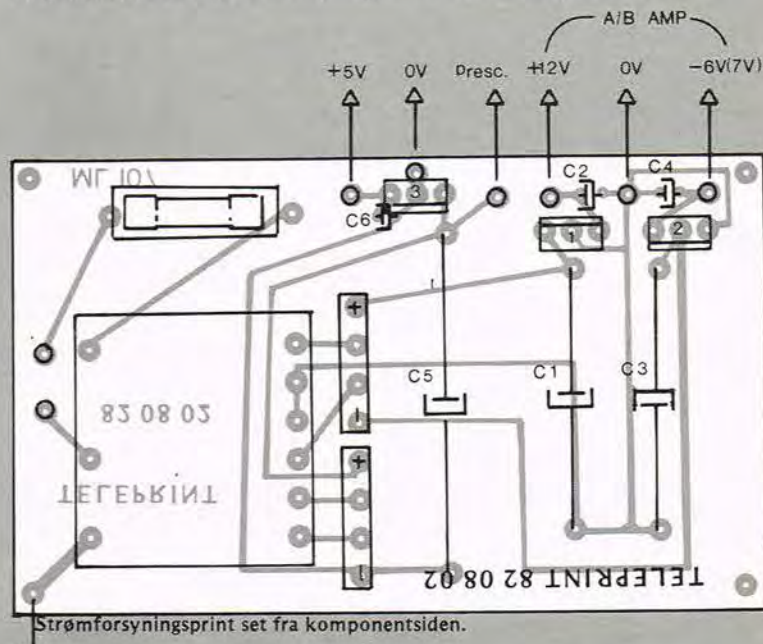 A/B AMP
+5V 0V Presc. +12V 0V -6V(7V)
ML 107
C2 C4
3
C6
1 2
+
C5 C1 C3
82 08 02
-
+
TELEPRINT
-
TELEPRINT 82 08 02
Strømforsyningsprint set fra komponentsiden.